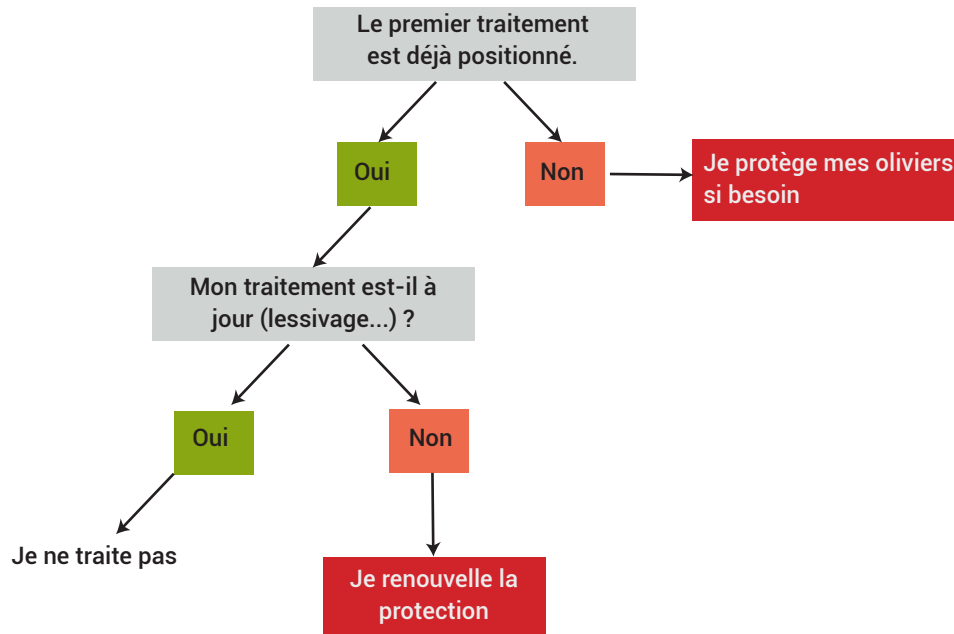 Le premier traitement
est déjà positionné.
Oui
Non
Je protège mes oliviers
si besoin
Mon traitement est-il à
jour (lessivage...) ?
Oui
Non
Je ne traite pas
Je renouvelle la
protection